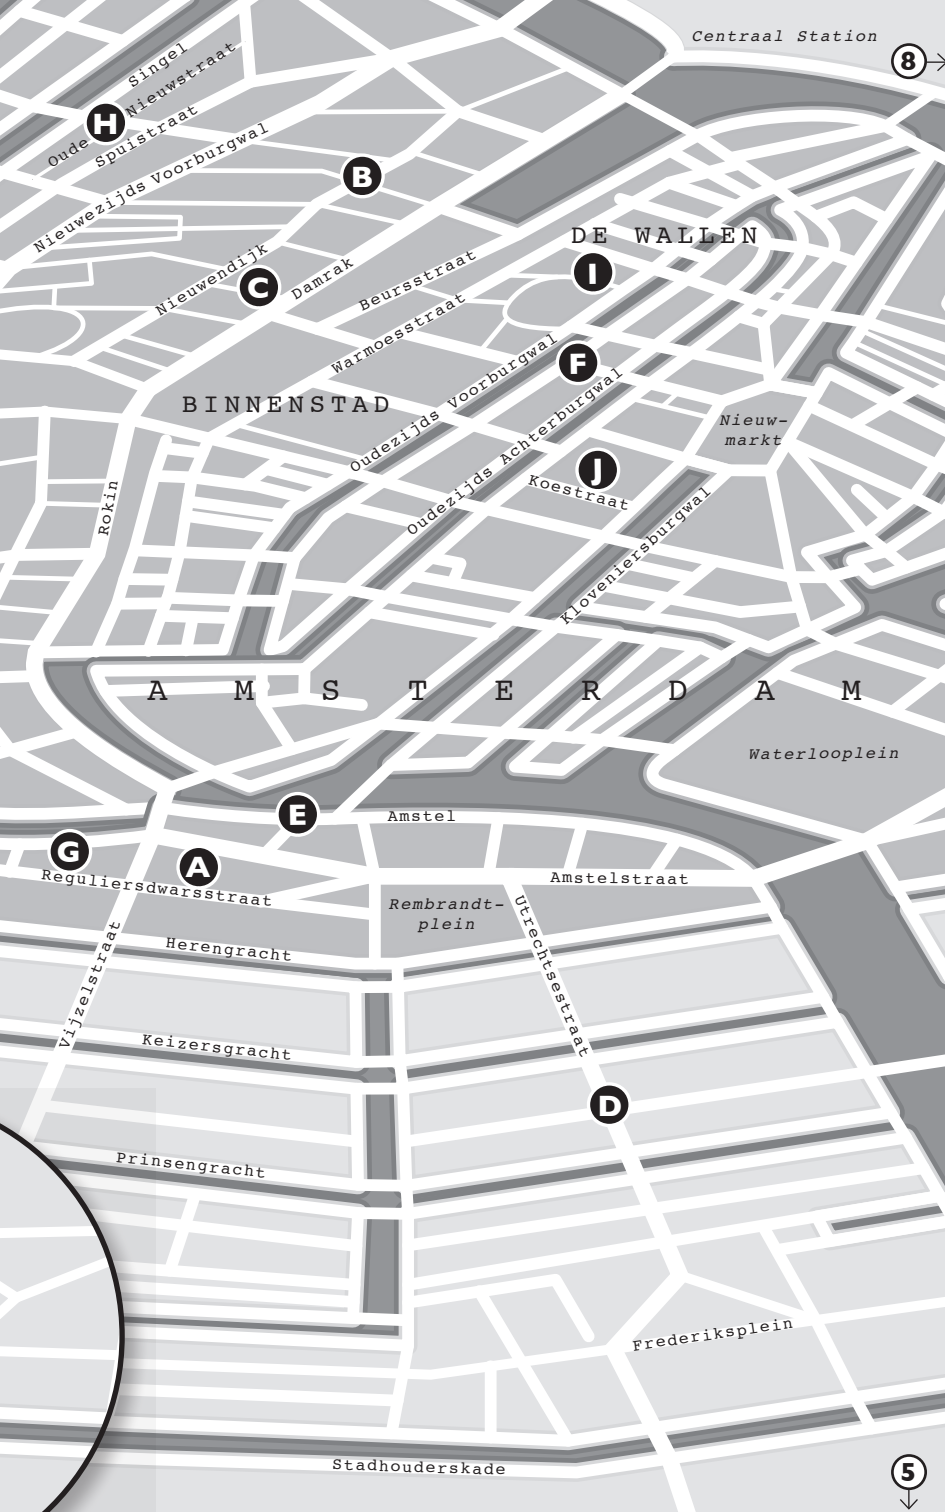 Centraal Station
8
Singel
Oude Nieuwstraat
H
Spuistraat
Nieuwezijds Voorburgwal
B
DE WALLEN
I
Nieuwendijk
C
Damrak
Beursstraat
Warmoesstraat
Oudezijds Voorburgwal
F
Oudezijds Achterburgwal
BINNENSTAD
Nieuw-
markt
J
Koestraat
Rokin
Kloveniersburgwal
AMSTERDAM
Waterlooplein
E
Amstel
G
A
Reguliersdwarsstraat
Amstelstraat
Rembrandt-
plein
Utrechtsestraat
Herengracht
Vijzelstraat
Keizersgracht
D
Prinsengracht
Frederiksplein
Stadhouderskade
5